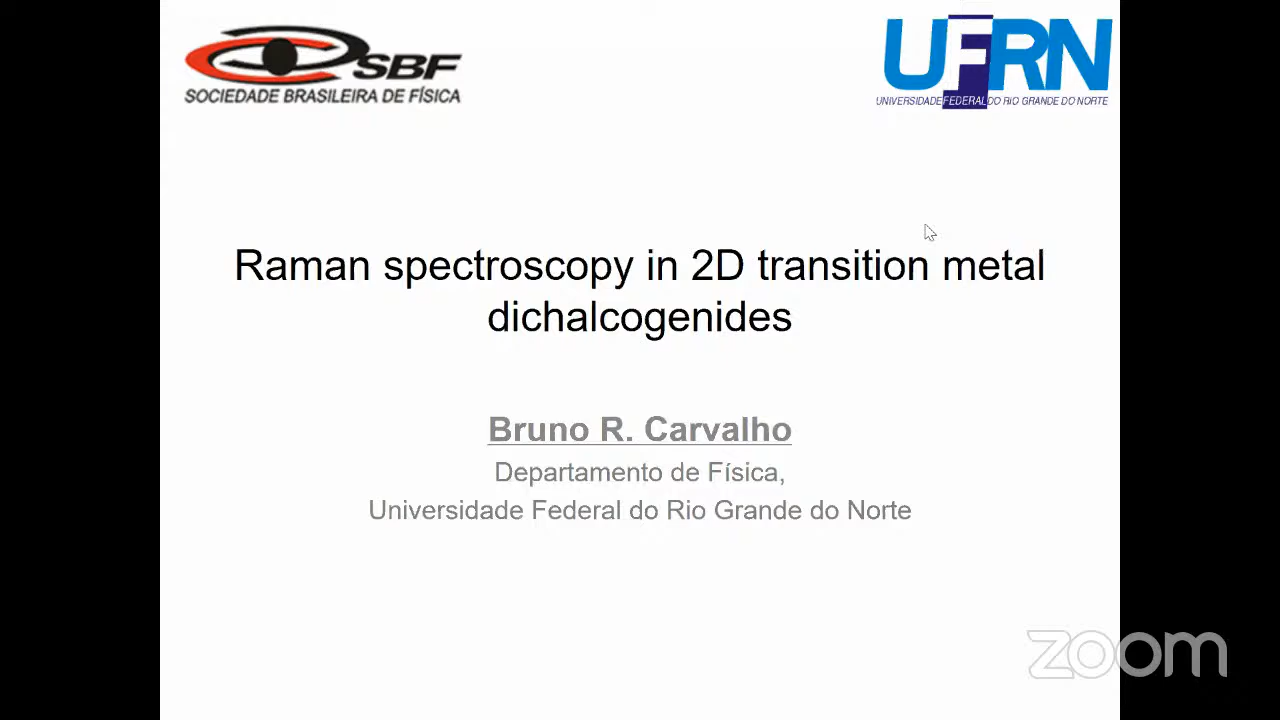 SBF
SOCIEDADE BRASILEIRA DE FÍSICA
UFRN
UNIVERSIDADE FEDERAL DO RIO GRANDE DO NORTE
Raman spectroscopy in 2D transition metal
dichalcogenides
Bruno R. Carvalho
Departamento de Física,
Universidade Federal do Rio Grande do Norte
zoom